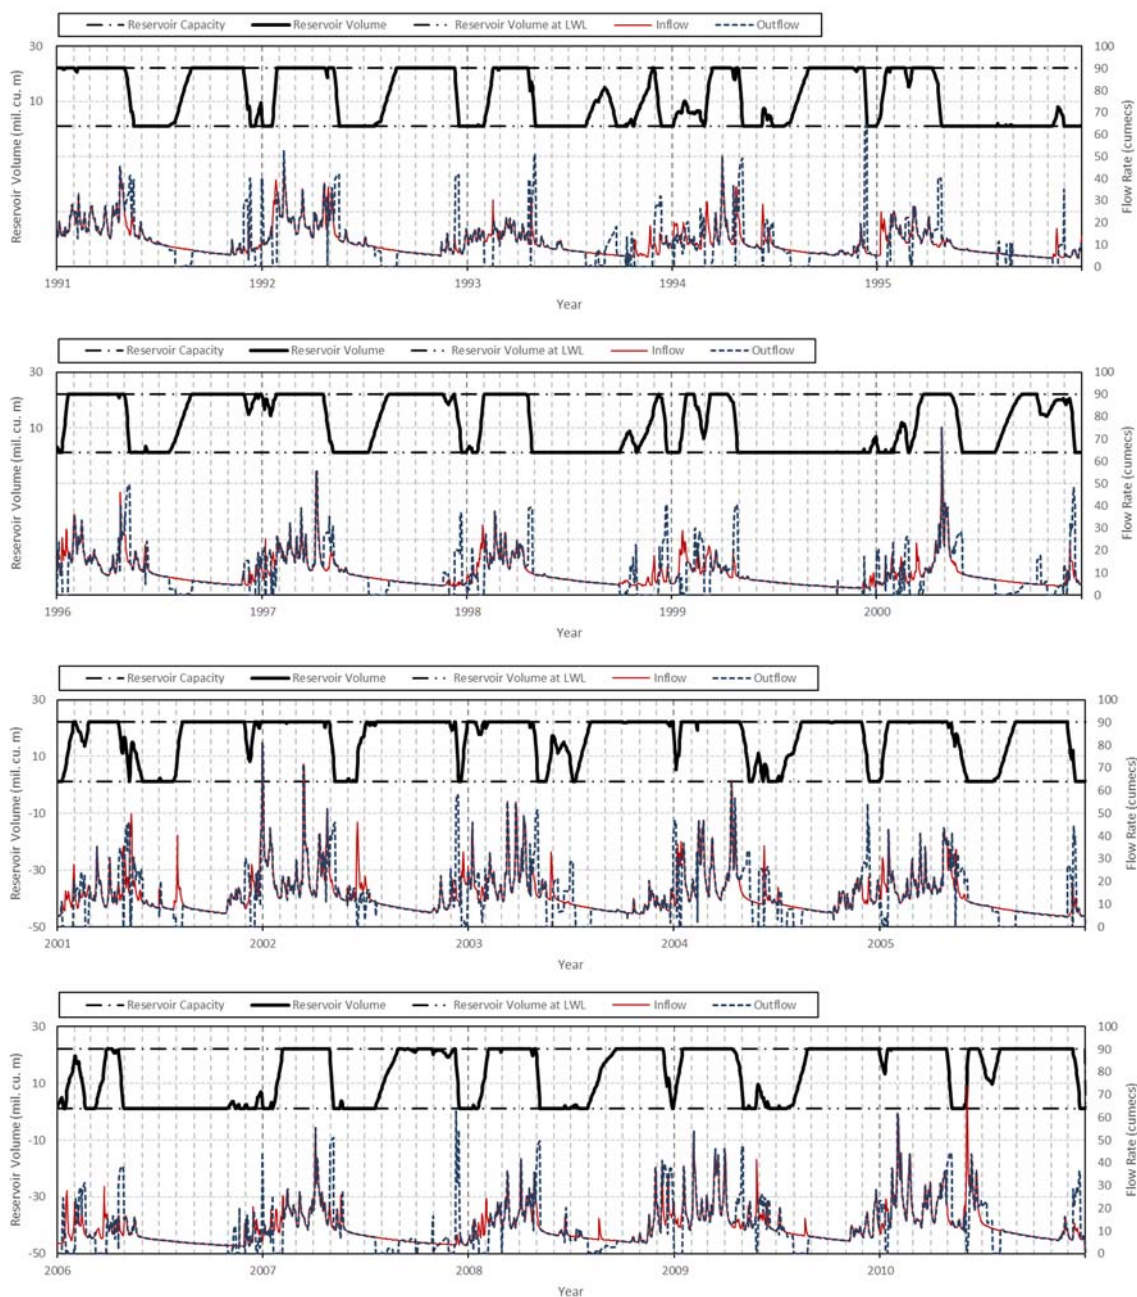 Reservoir Capacity Reservoir Volume Reservoir Volume at LWL Inflow Outflow
30 100
90
80
10 70
60
50
40
30
20
10
0
Reservoir Volume (mil. cu. m)
Flow Rate (cumecs)
1991 1992 1993 1994 1995
Year
Reservoir Capacity Reservoir Volume Reservoir Volume at LWL Inflow Outflow
30 100
90
80
10 70
60
50
40
30
20
10
0
Reservoir Volume (mil. cu. m)
Flow Rate (cumecs)
1996 1997 1998 1999 2000
Year
Reservoir Capacity Reservoir Volume Reservoir Volume at LWL Inflow Outflow
30 100
90
80
10 70
60
-10 50
40
30
-30 20
10
-50 0
Reservoir Volume (mil. cu. m)
Flow Rate (cumecs)
2001 2002 2003 2004 2005
Year
Reservoir Capacity Reservoir Volume Reservoir Volume at LWL Inflow Outflow
30 100
90
80
10 70
60
-10 50
40
30
-30 20
10
-50 0
Reservoir Volume (mil. cu. m)
Flow Rate (cumecs)
2006 2007 2008 2009 2010
Year